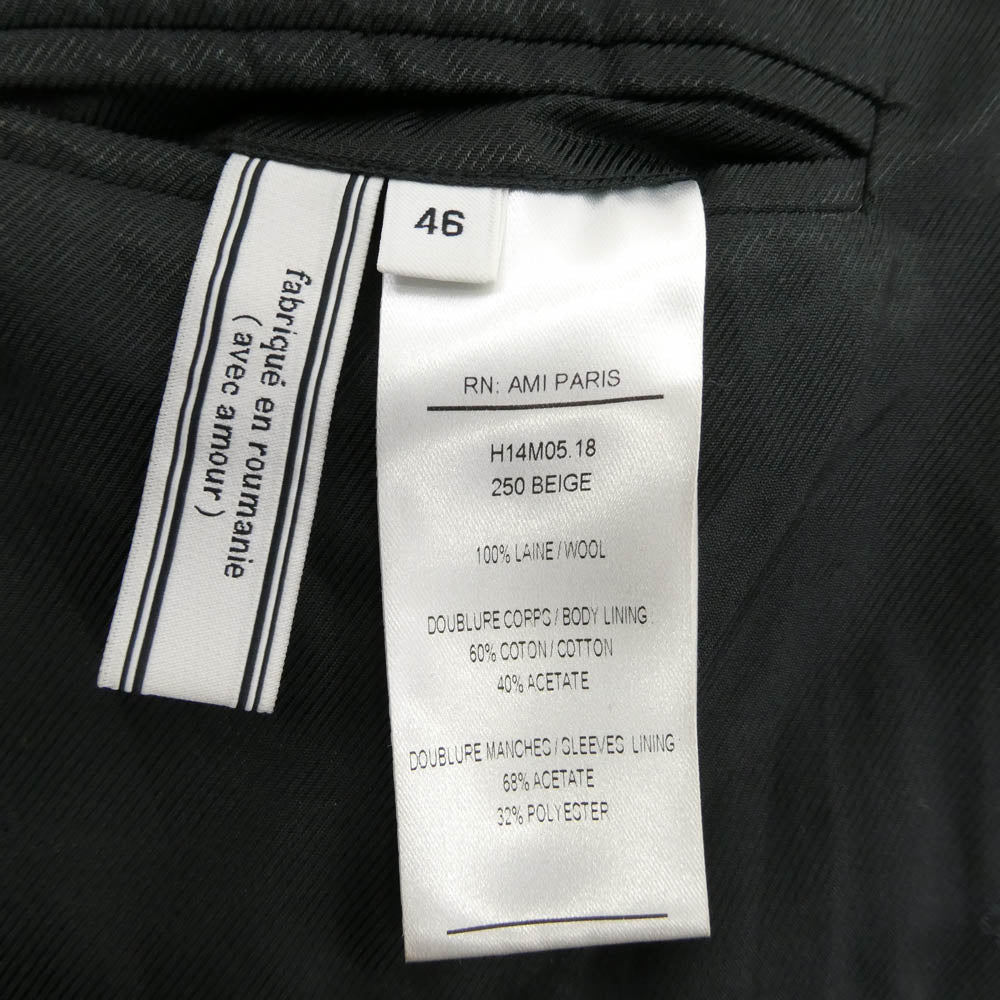 fabriqué en roumanie
( avec amour )
46
RN: AMI PARIS
H14M05.18
250 BEIGE
100% LAINE / WOOL
DOUBLURE CORPS / BODY LINING
60% COTON / COTTON
40% ACETATE
DOUBLURE MANCHES / SLEEVES LINING
68% ACETATE
32% POLYESTER